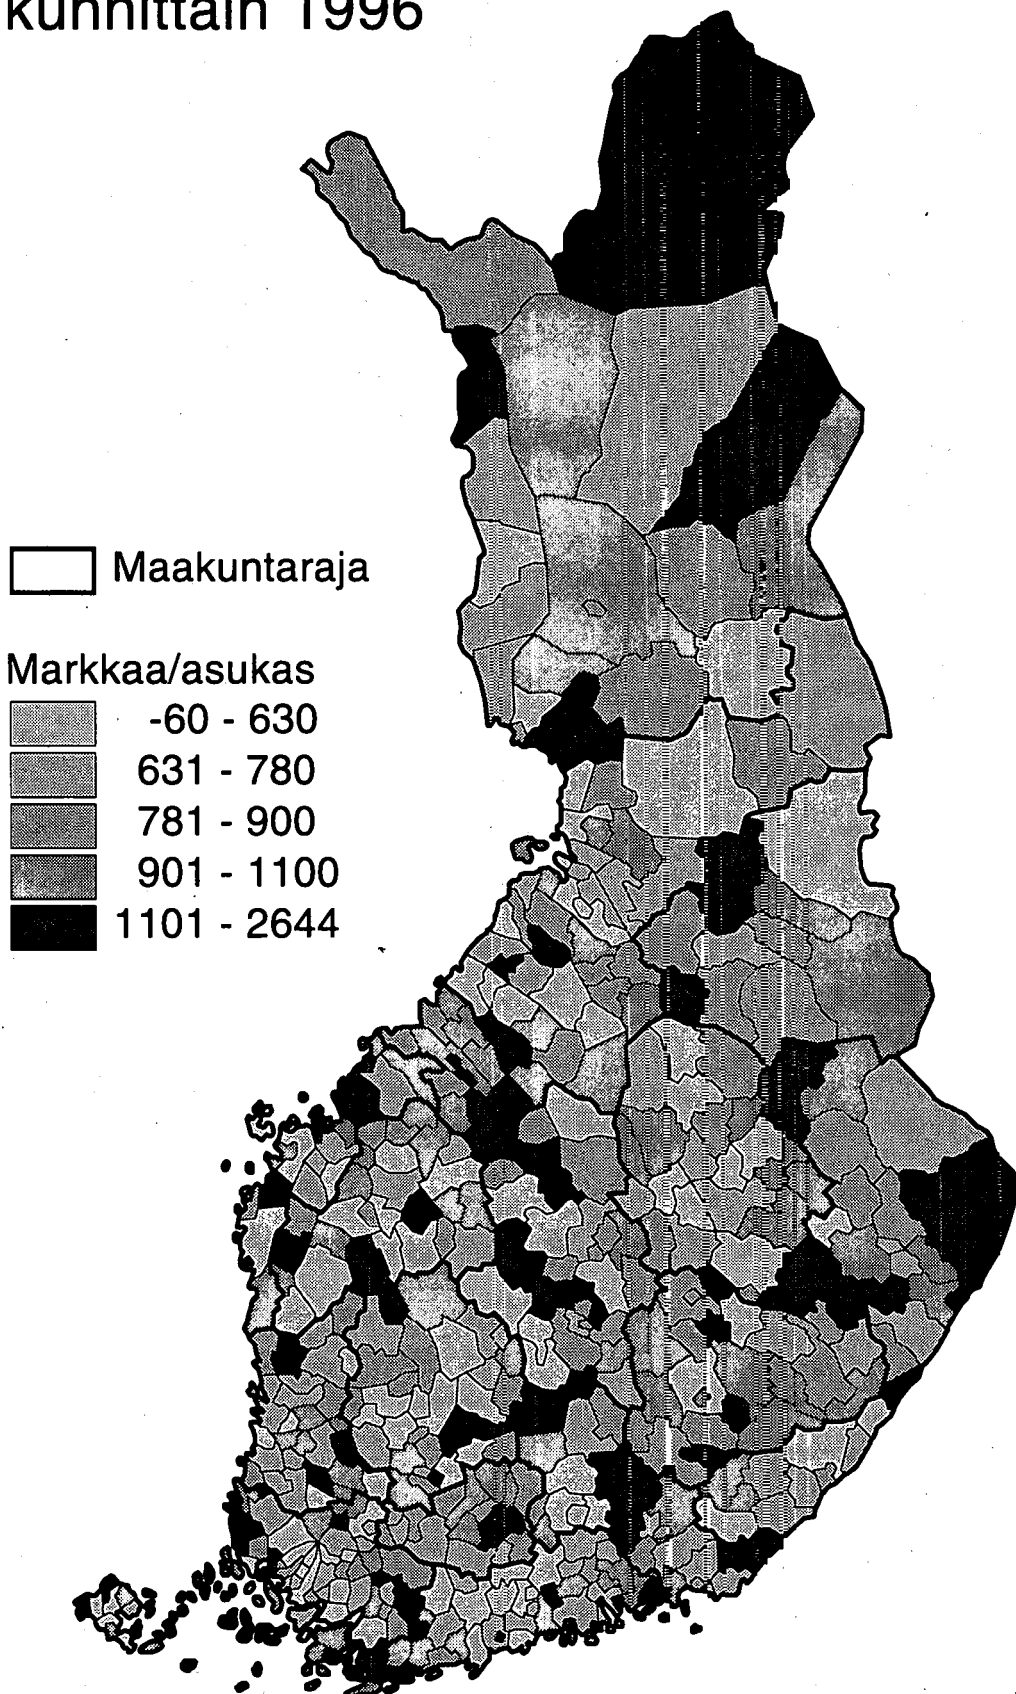 kunnittain 1996
Maakuntaraja
Markkaa/asukas
-60 - 630
631 - 780
781 - 900
901 - 1100
1101 - 2644